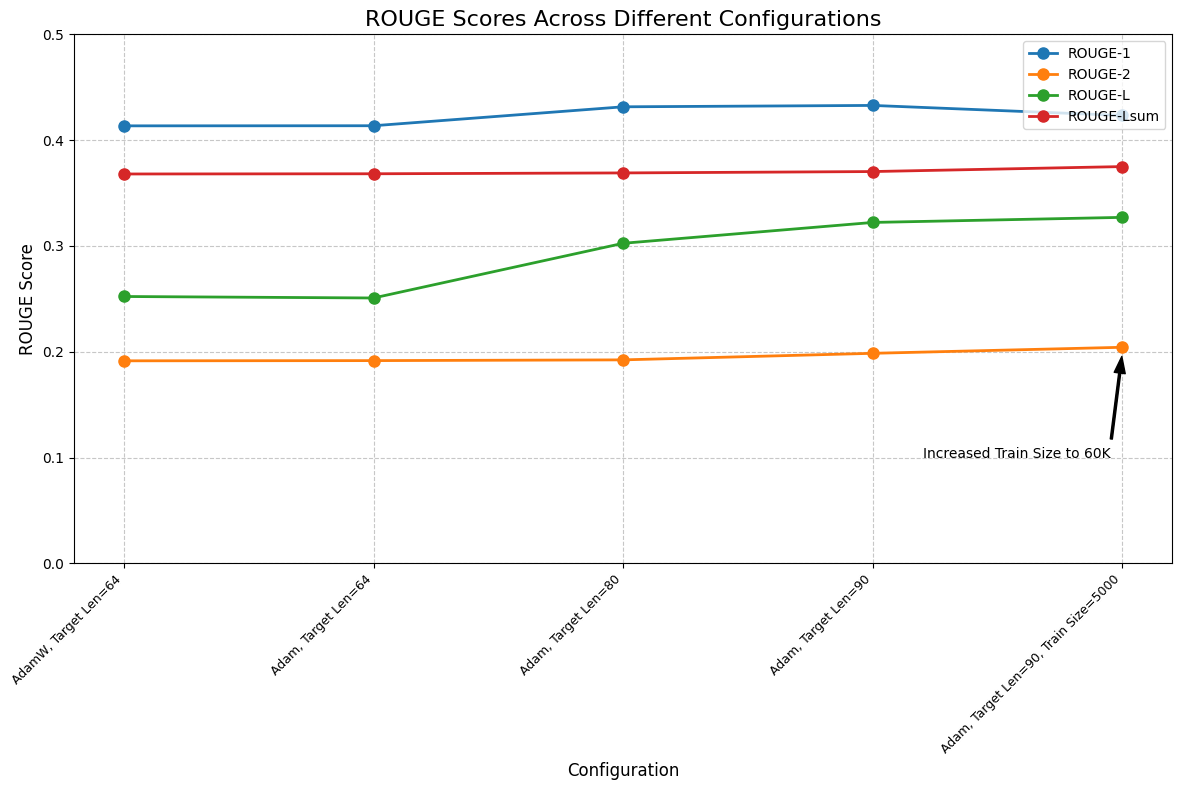 ROUGE Scores Across Different Configurations
0.5
0.4
0.3
0.2
0.1
0.0
ROUGE Score
ROUGE-1
ROUGE-2
ROUGE-L
ROUGE-Lsum
Increased Train Size to 60K
AdamW, Target Len=64
Adam, Target Len=64
Adam, Target Len=80
Adam, Target Len=90
Adam, Target Len=90, Train Size=5000
Configuration